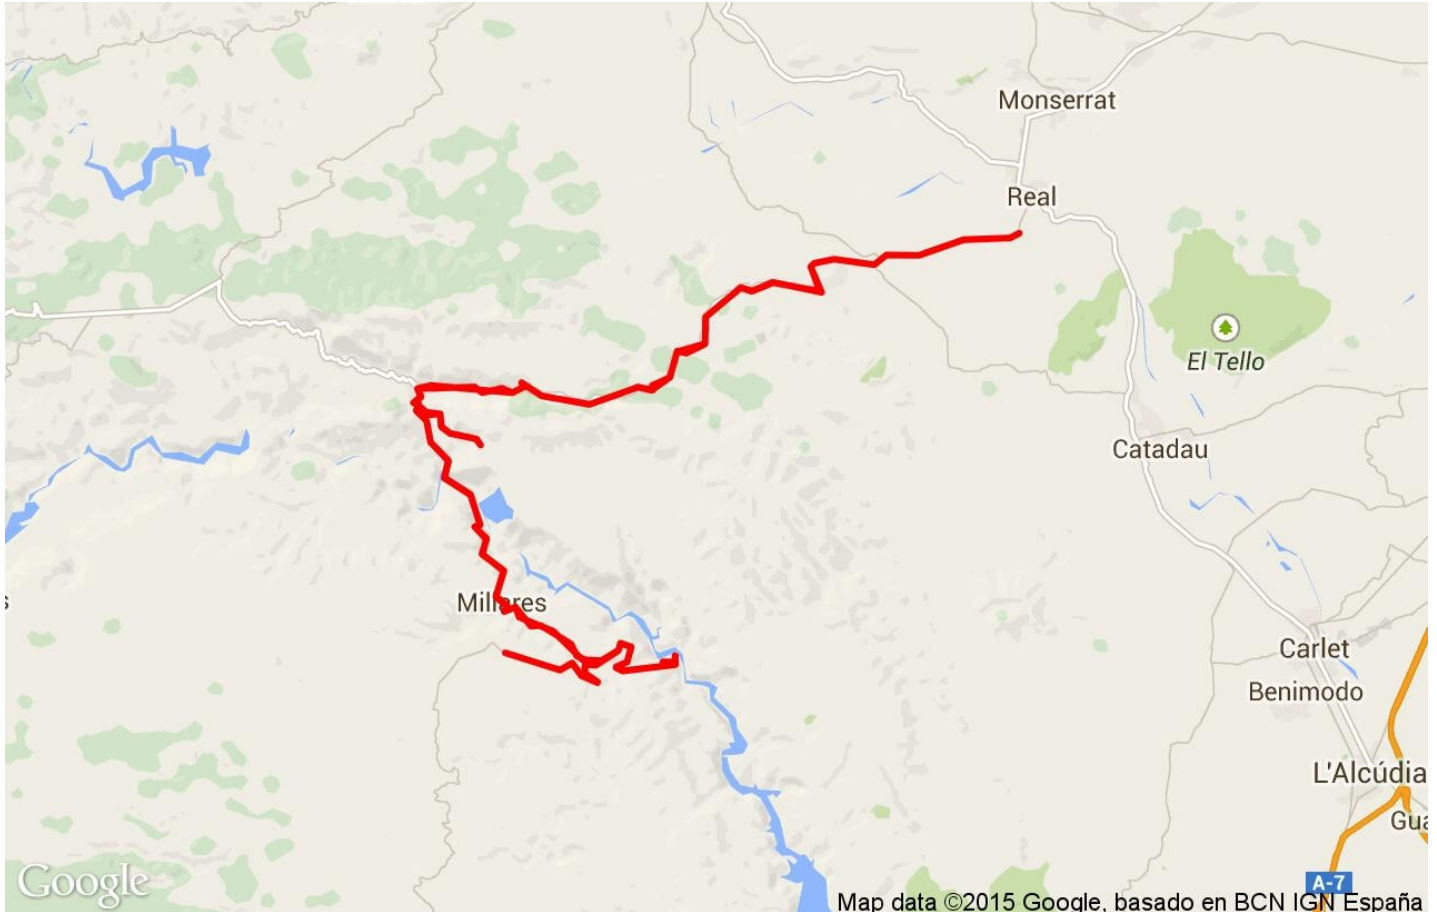 Monserrat
Real
El Tello
Catadau
Millares
Carlet
Benimodo
L'Alcúdia
Gua
A-7
Google
Map data ©2015 Google, basado en BCN IGN España